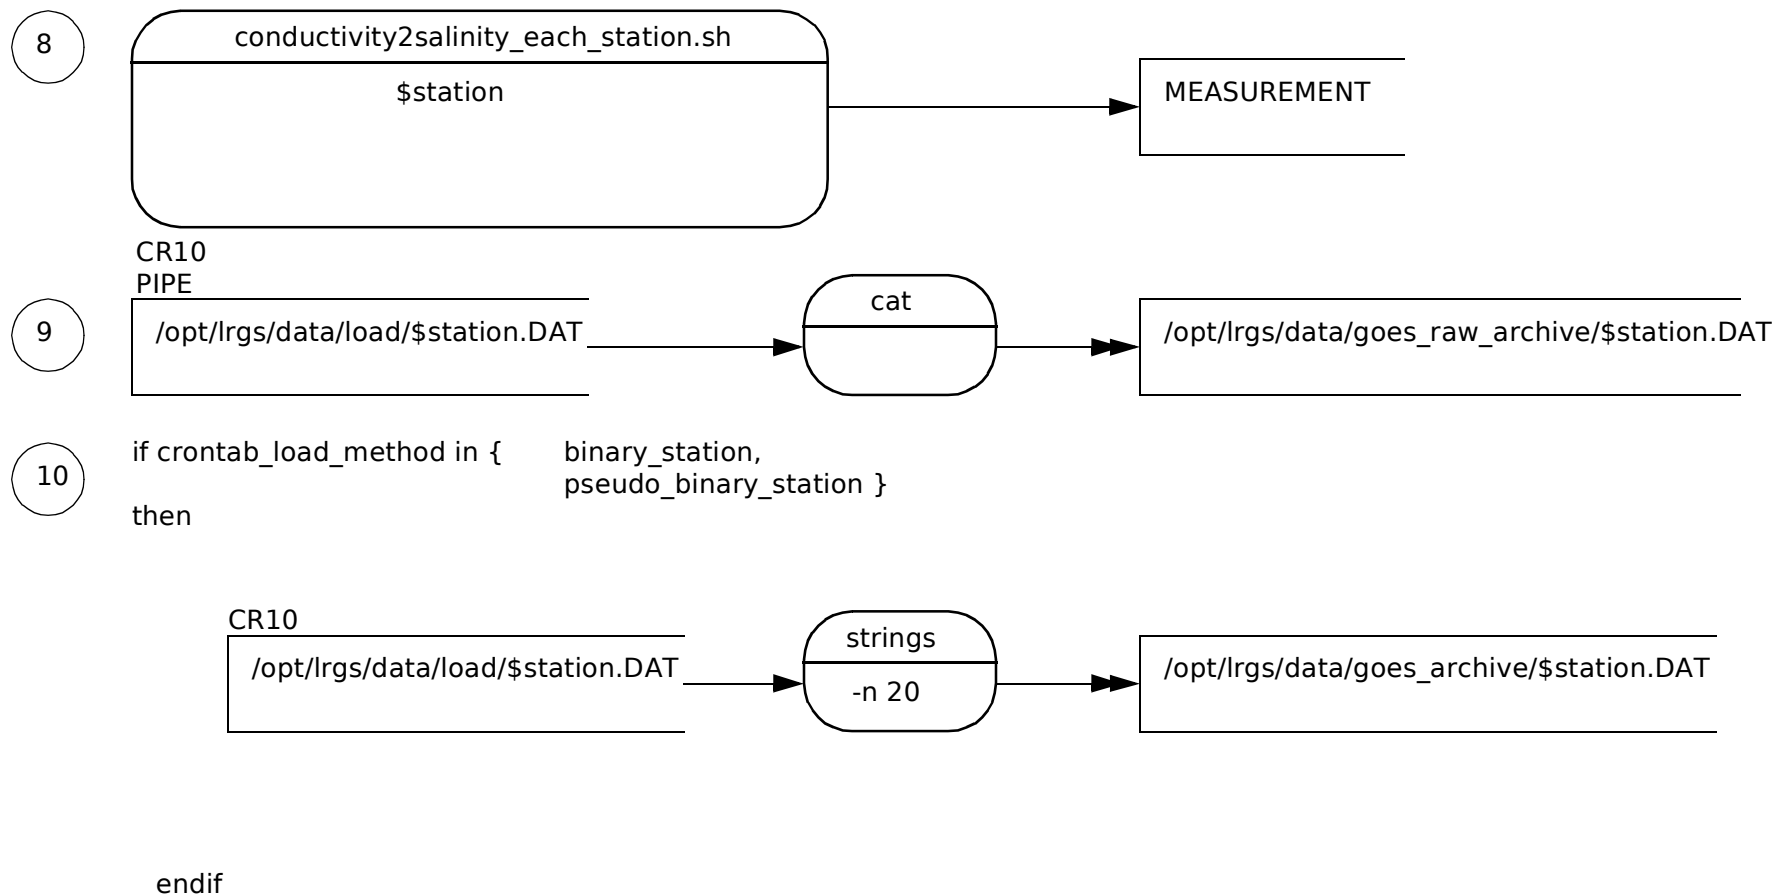 8
conductivity2salinity_each_station.sh
$station
MEASUREMENT
CR10
PIPE
9
/opt/lrgs/data/load/$station.DAT
cat
/opt/lrgs/data/goes_raw_archive/$station.DAT
10
if crontab_load_method in { binary_station,
pseudo_binary_station }
then
CR10
/opt/lrgs/data/load/$station.DAT
strings
-n 20
/opt/lrgs/data/goes_archive/$station.DAT
endif